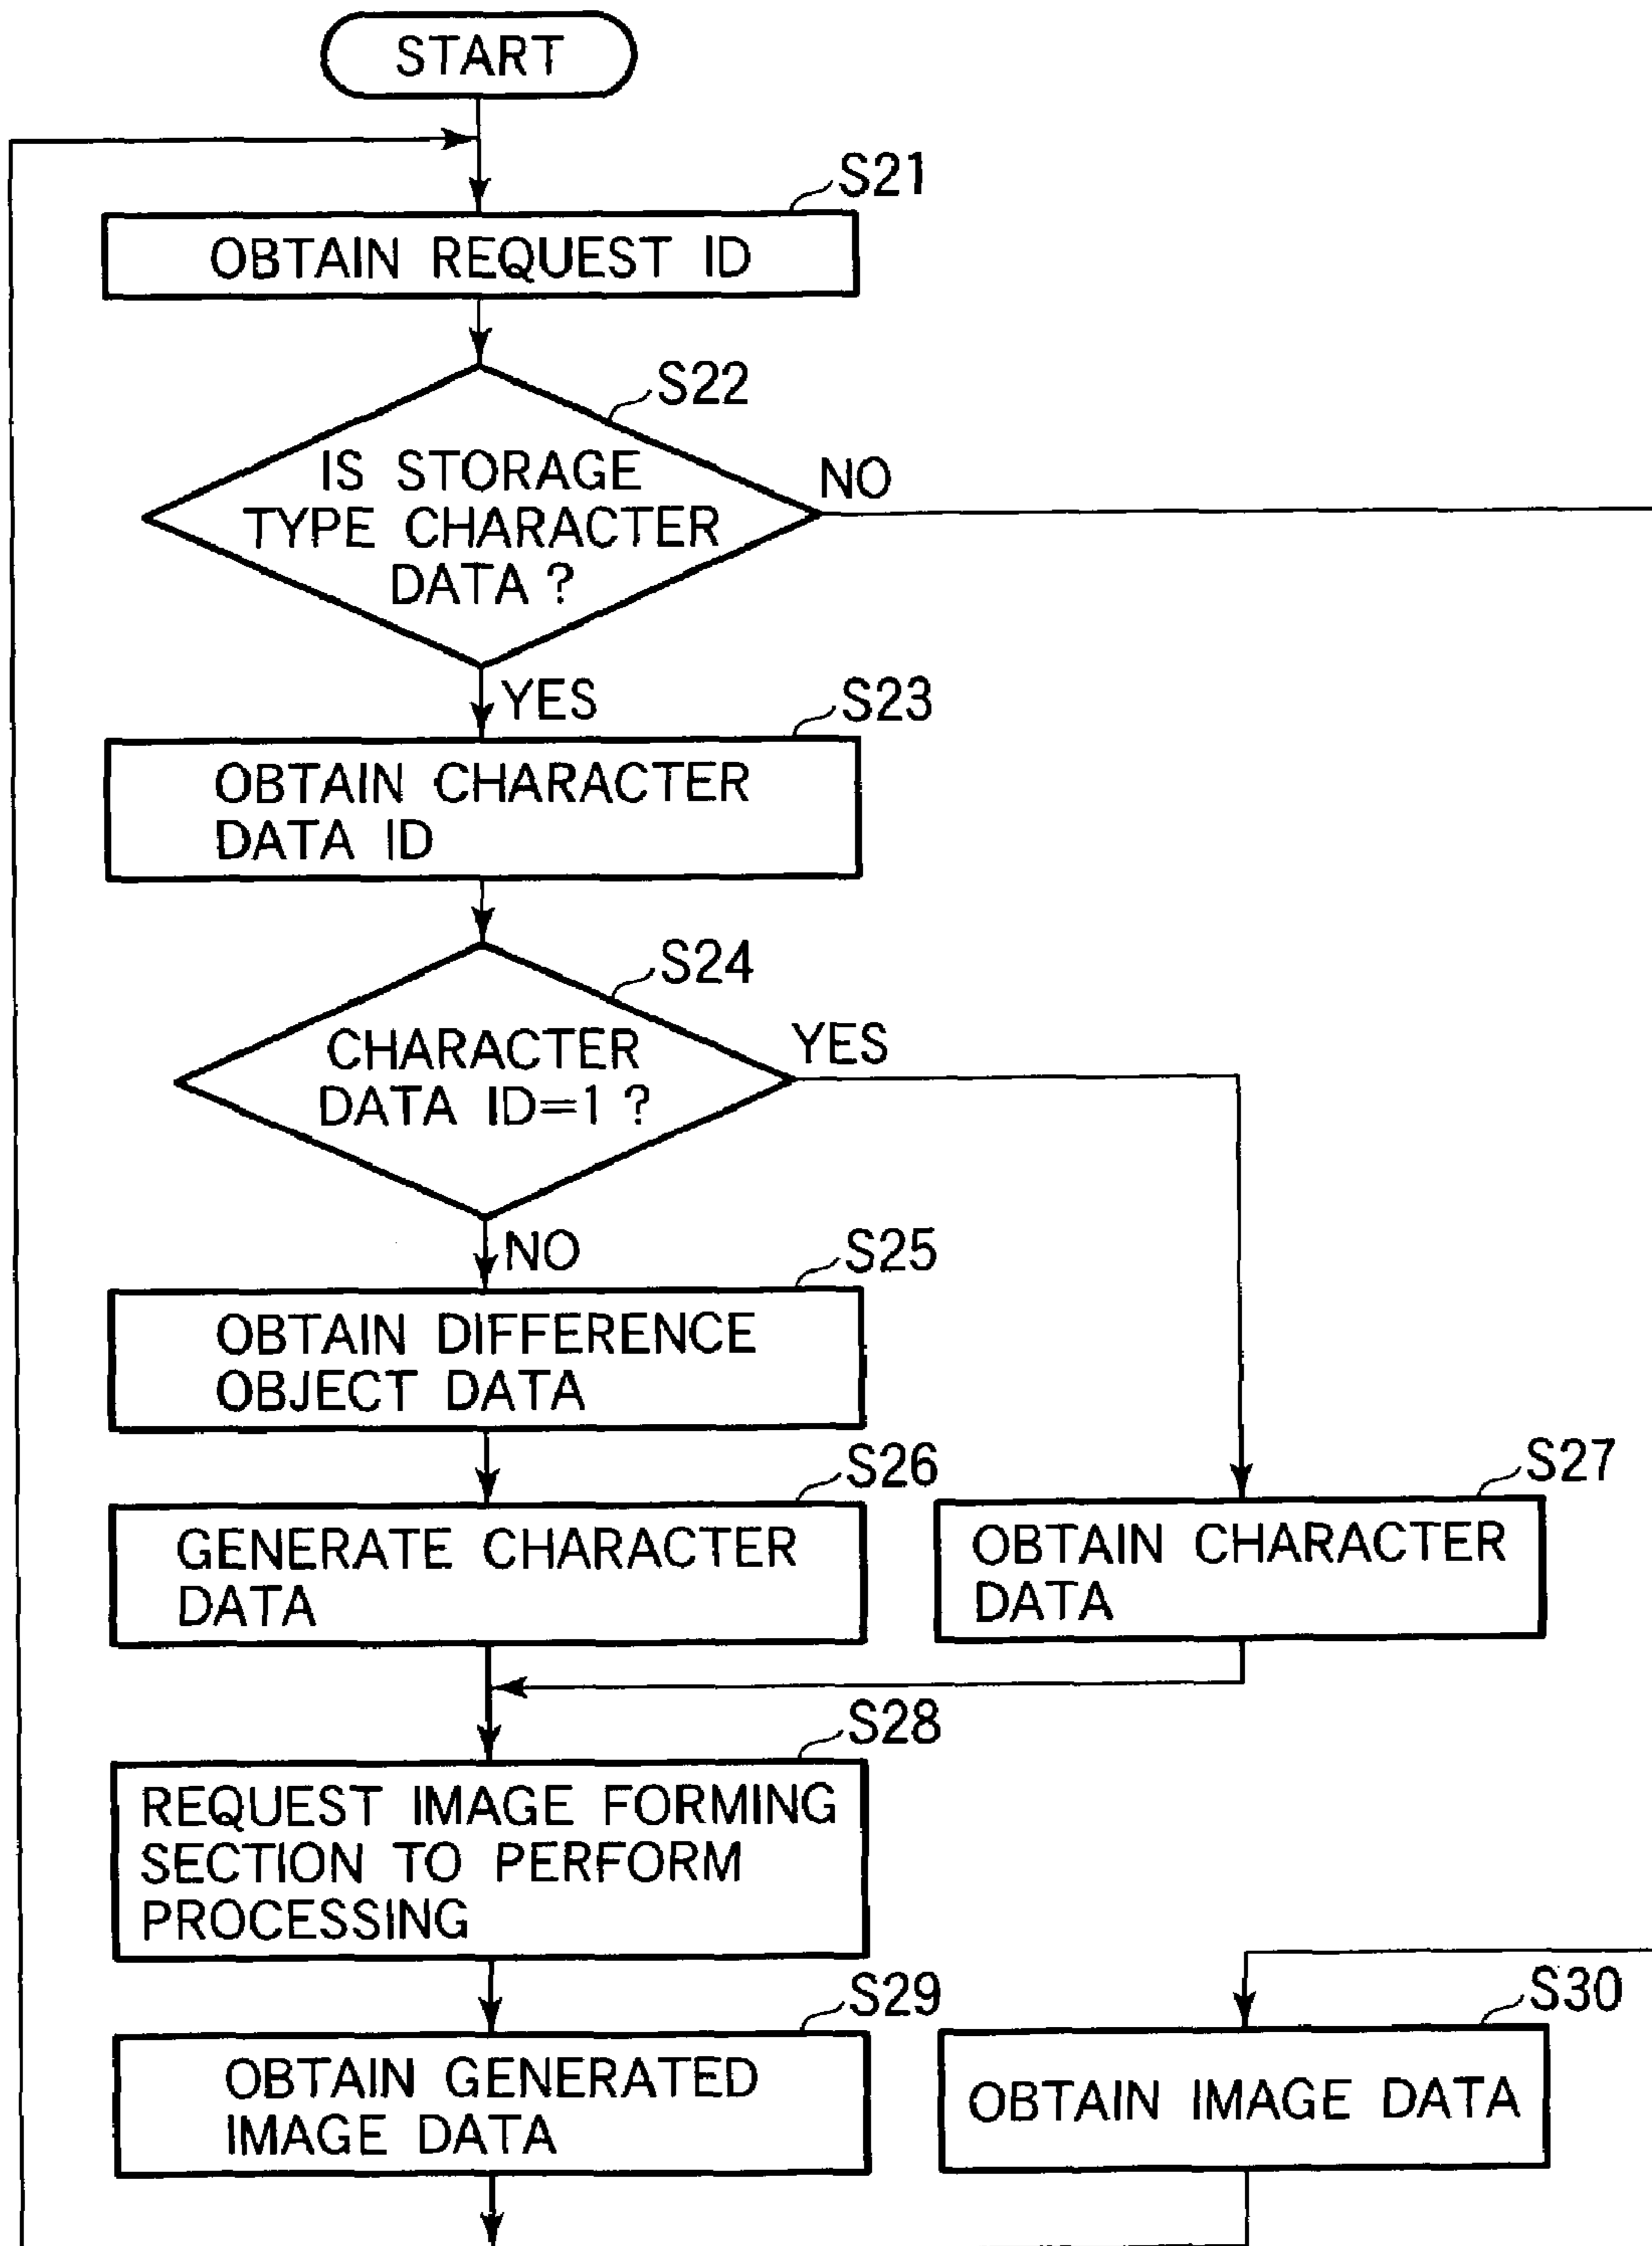 START
S21
OBTAIN REQUEST ID
S22
IS STORAGE
TYPE CHARACTER
DATA ?
NO
YES
S23
OBTAIN CHARACTER
DATA ID
S24
CHARACTER
DATA ID=1 ?
YES
NO
S25
OBTAIN DIFFERENCE
OBJECT DATA
S26
GENERATE CHARACTER
DATA
S27
OBTAIN CHARACTER
DATA
S28
REQUEST IMAGE FORMING
SECTION TO PERFORM
PROCESSING
S29
OBTAIN GENERATED
IMAGE DATA
S30
OBTAIN IMAGE DATA